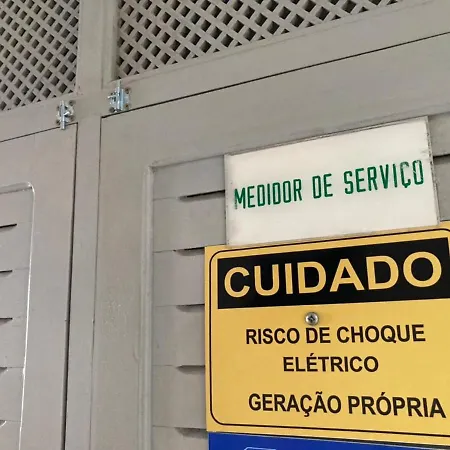 MEDIDOR DE SERVIÇO
CUIDADO
RISCO DE CHOQUE
ELÉTRICO
GERAÇÃO PRÓPRIA